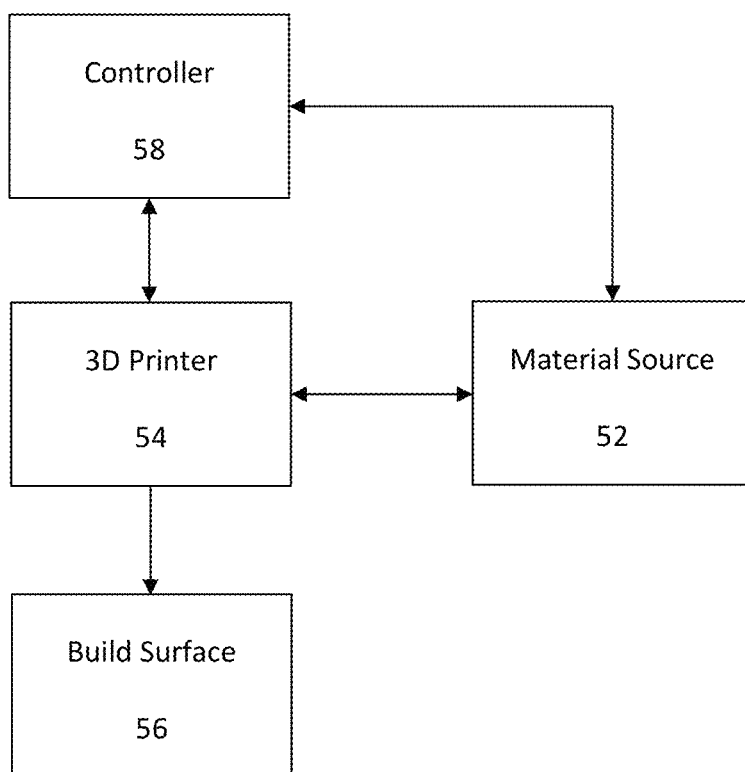 Controller
58
3D Printer
54
Material Source
52
Build Surface
56